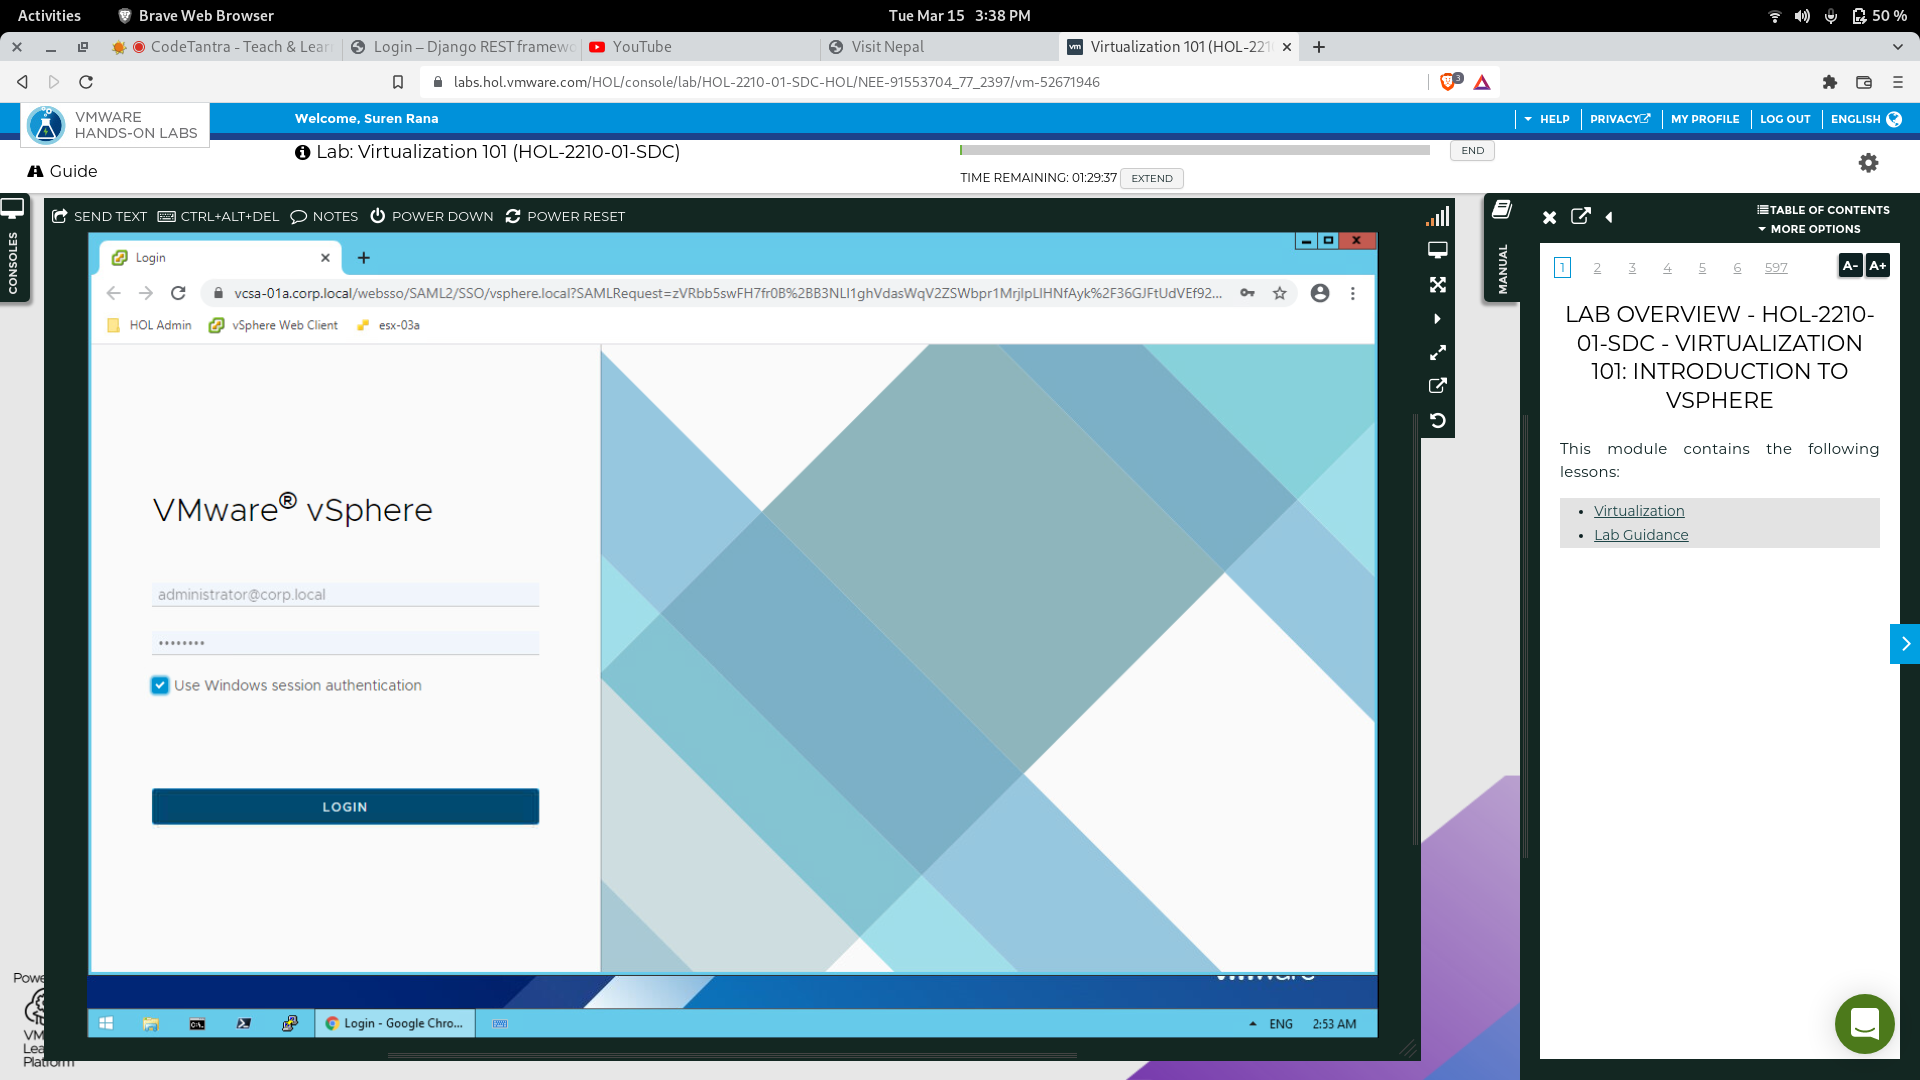 Activities
Brave Web Browser
Tue Mar 15 3:38 PM
50 %
CodeTantra - Teach & Lear
Login – Django REST framewo
YouTube
Visit Nepal
vm
Virtualization 101 (HOL-221
labs.hol.vmware.com/HOL/console/lab/HOL-2210-01-SDC-HOL/NEE-91553704_77_2397/vm-52671946
3
VMWARE
HANDS-ON LABS
Welcome, Suren Rana
HELP
PRIVACY
MY PROFILE
LOG OUT
ENGLISH
Guide
Lab: Virtualization 101 (HOL-2210-01-SDC)
END
TIME REMAINING: 01:29:37
EXTEND
CONSOLES
SEND TEXT
CTRL+ALT+DEL
NOTES
POWER DOWN
POWER RESET
Login
vcsa-01a.corp.local/websso/SAML2/SSO/vsphere.local?SAMLRequest=zVRbb5swFH7fr0B%2BB3NLI1ghVdasWqV2ZSWbpr1MrjlpLIHNfAyk%2F36GJFtUdVEf92...
HOL Admin
vSphere Web Client
esx-03a
VMware® vSphere
administrator@corp.local
••••••••
Use Windows session authentication
LOGIN
Login - Google Chro...
ENG
2:53 AM
Powe
VM
Lea
Platform
MANUAL
TABLE OF CONTENTS
MORE OPTIONS
1 2 3 4 5 6 597
A- A+
LAB OVERVIEW - HOL-2210-
01-SDC - VIRTUALIZATION
101: INTRODUCTION TO
VSPHERE
This module contains the following
lessons:
• Virtualization
• Lab Guidance